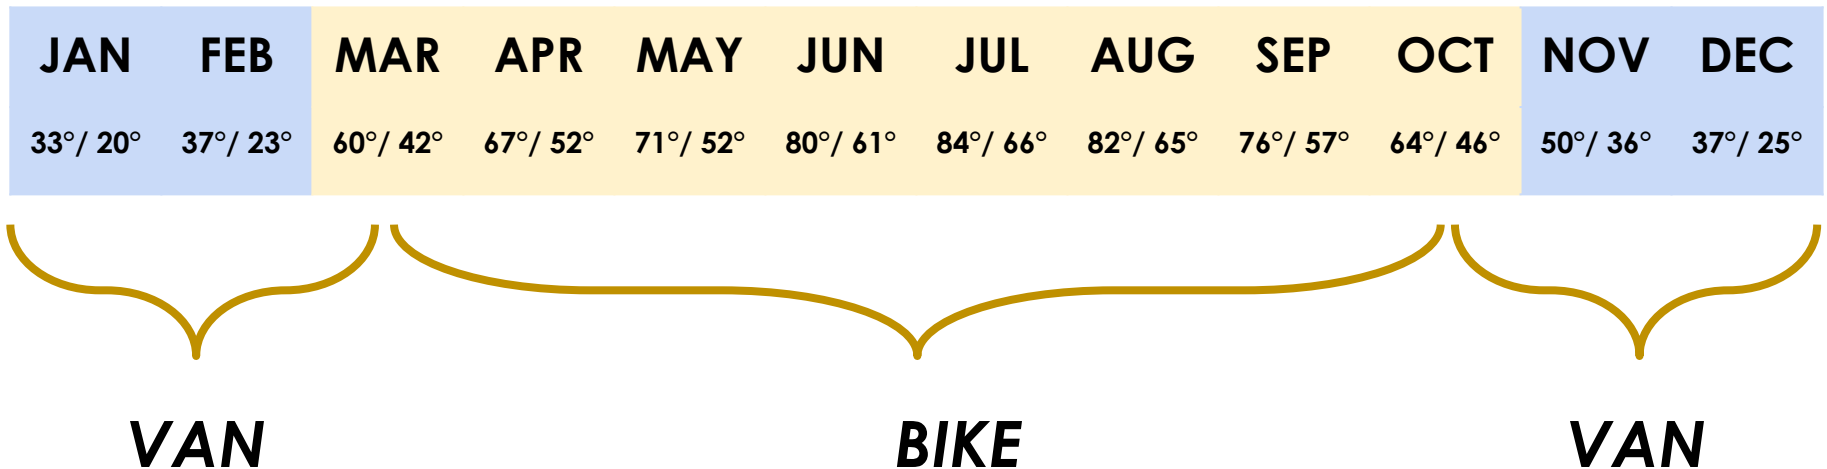 JAN FEB MAR APR MAY JUN JUL AUG SEP OCT NOV DEC
33°/ 20° 37°/ 23° 60°/ 42° 67°/ 52° 71°/ 52° 80°/ 61° 84°/ 66° 82°/ 65° 76°/ 57° 64°/ 46° 50°/ 36° 37°/ 25°
VAN BIKE VAN